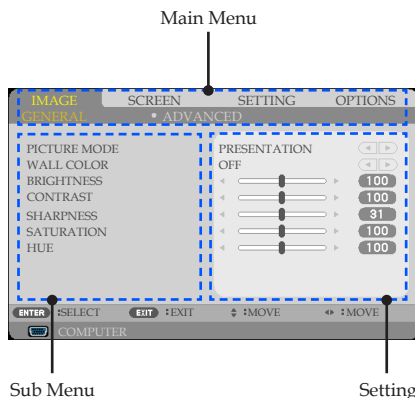 Main Menu
IMAGE SCREEN SETTING OPTIONS
GENERAL • ADVANCED
PICTURE MODE PRESENTATION
WALL COLOR OFF
BRIGHTNESS 100
CONTRAST 100
SHARPNESS 31
SATURATION 100
HUE 100
ENTER :SELECT EXIT :EXIT :MOVE :MOVE
COMPUTER
Sub Menu Setting